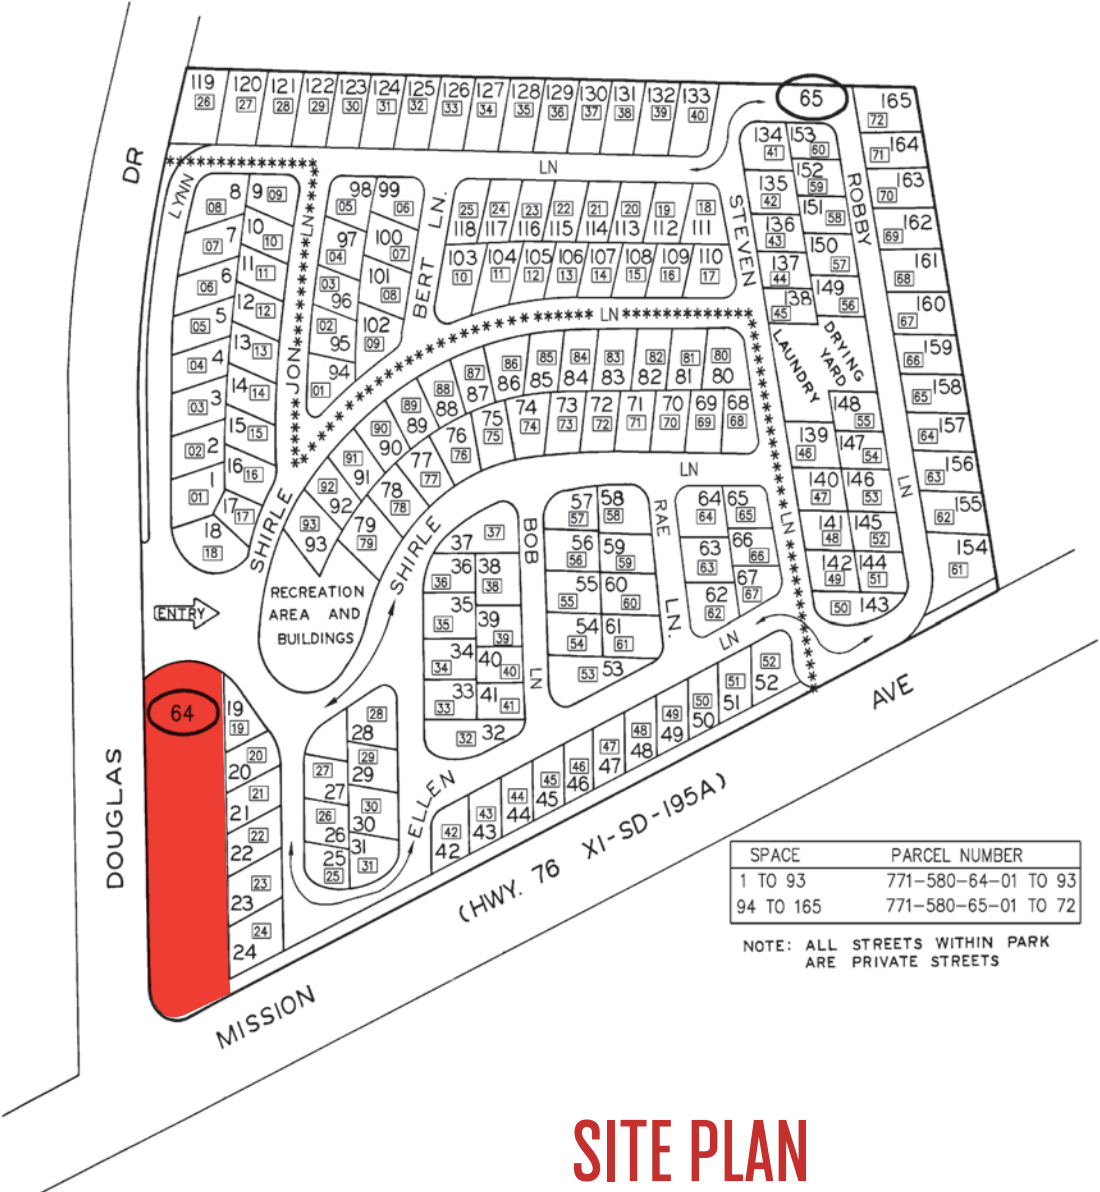 119 120 121 122 123 124 125 126 127 128 129 130 131 132 133
26 27 28 29 30 31 32 33 34 35 36 37 38 39 40
65
165
72
164
71
163
70
162
69
161
68
160
67
159
66
158
65
157
64
156
63
155
62
154
61
134 153
41 60
135 152
42 59
136 151
43 58
137 150
44 57
138 149
45 56
LAUNDRY
DRYING
YARD
148
55
139 147
46 54
140 146
47 53
141 145
48 52
142 144
49 51
50 143
STEVEN
LN
ROBBY
LN
DR
LYNN
LN
8 9 09
08
7 10 10
07
6 11 11
06
5 12 12
05
4 13 13
04
3 14 14
03
2 15 15
02
1 16 16
01
17 17
18
18
JON LN
98 99
05 06
97 100
04 07
03 101
96 08
02 102
95 09
94
01
BERT LN.
25 24 23 22 21 20 19 18
118 117 116 115 114 113 112 111
103 104 105 106 107 108 109 110
10 11 12 13 14 15 16 17
LN
93 92 91 90 89 88 87 86 85 84 83 82 81 80
93 92 91 90 89 88 87 86 85 84 83 82 81 80
79 78 77 76 75 74 73 72 71 70 69 68
79 78 77 76 75 74 73 72 71 70 69 68
SHIRLE
SHIRLE
LN
RECREATION
AREA AND
BUILDINGS
ENTRY
37 37
36 38
36 38
35 39
35 39
34 40
34 40
33 41
33 41
32 32
BOB
LN
57 58
57 58
56 59
56 59
55 60
55 60
54 61
54 61
53 53
RAE
LN.
64 65
64 65
63 66
63 66
62 67
62 67
LN
64
19
19
20
20
21
21
22
22
23
23
24
24
28
28
27 29
27 29
26 30
26 30
25 31
25 31
ELLEN
LN
42 43 44 45 46 47 48 49 50 51 52
42 43 44 45 46 47 48 49 50 51 52
DOUGLAS
MISSION
(HWY. 76 XI-SD-195A)
AVE
SPACE PARCEL NUMBER
1 TO 93 771-580-64-01 TO 93
94 TO 165 771-580-65-01 TO 72
NOTE: ALL STREETS WITHIN PARK
ARE PRIVATE STREETS
SITE PLAN